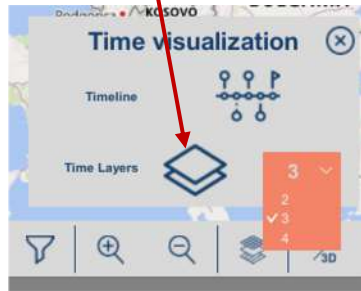 Podgorica
KOSOVO
Time visualization
Timeline
Time Layers
3
2
3
4
3D